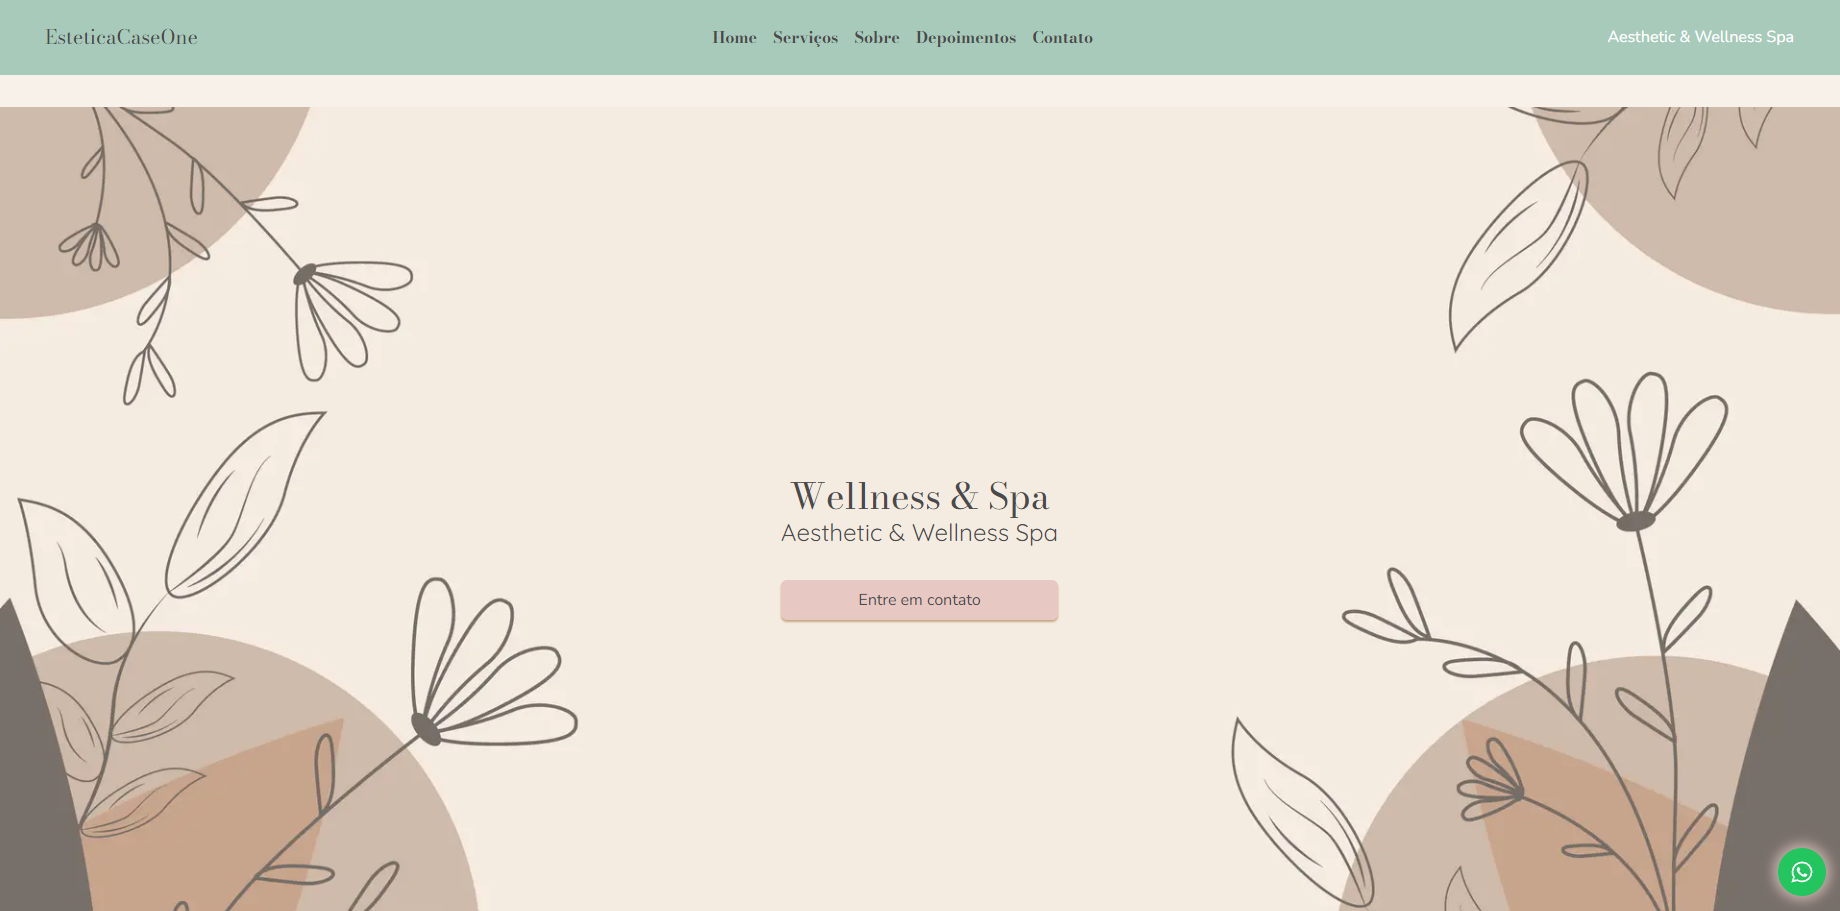 EsteticaCaseOne
Home Serviços Sobre Depoimentos Contato
Aesthetic & Wellness Spa
Wellness & Spa
Aesthetic & Wellness Spa
Entre em contato